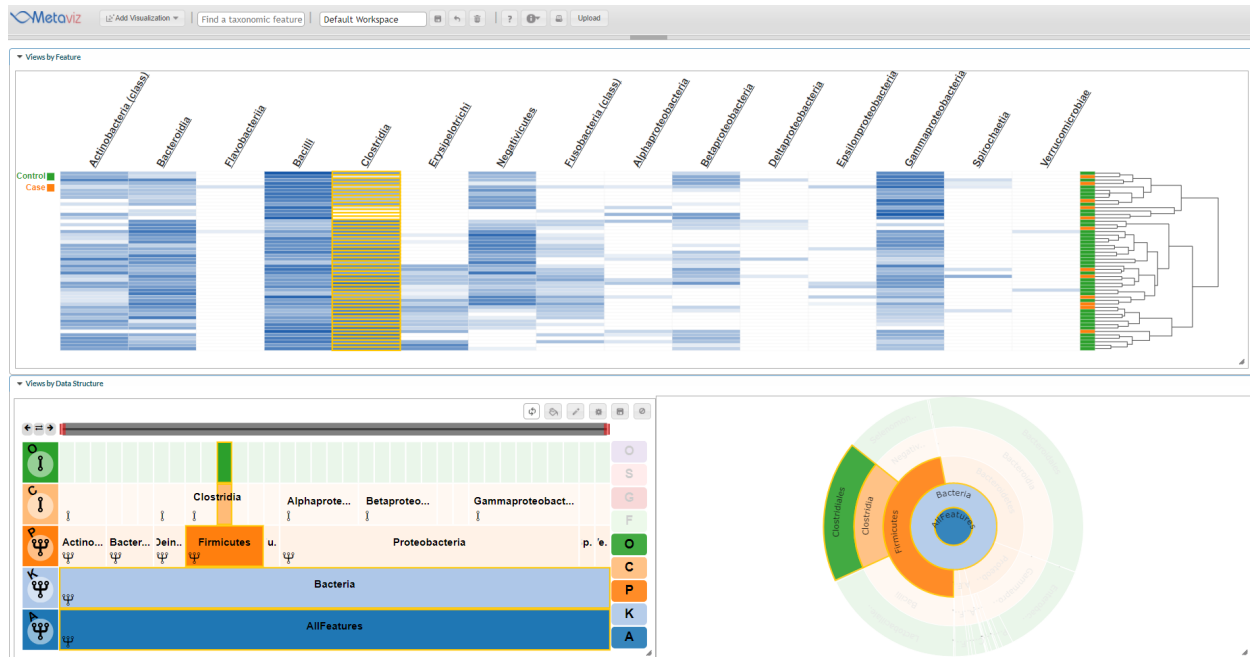 Metaviz
Add Visualization
Find a taxonomic feature
Default Workspace
?
Upload
Views by Feature
Actinobacteria (class)
Bacteroidia
Flavobacteriia
Bacilli
Clostridia
Erysipelotrichi
Negativicutes
Fusobacteria (class)
Alphaproteobacteria
Betaproteobacteria
Deltaproteobacteria
Epsilonproteobacteria
Gammaproteobacteria
Spirochaetia
Verrucomicrobiae
Control
Case
Views by Data Structure
O
O
S
C
Clostridia
Alphaprote...
Betaproteo...
Gammaproteobact...
G
F
P
Actino...
Bacter...
Dein..
Firmicutes
u.
Proteobacteria
p.
'e.
O
C
K
Bacteria
P
K
A
AllFeatures
A
Clostridiales
Clostridia
Firmicutes
Bacteria
AllFeatures